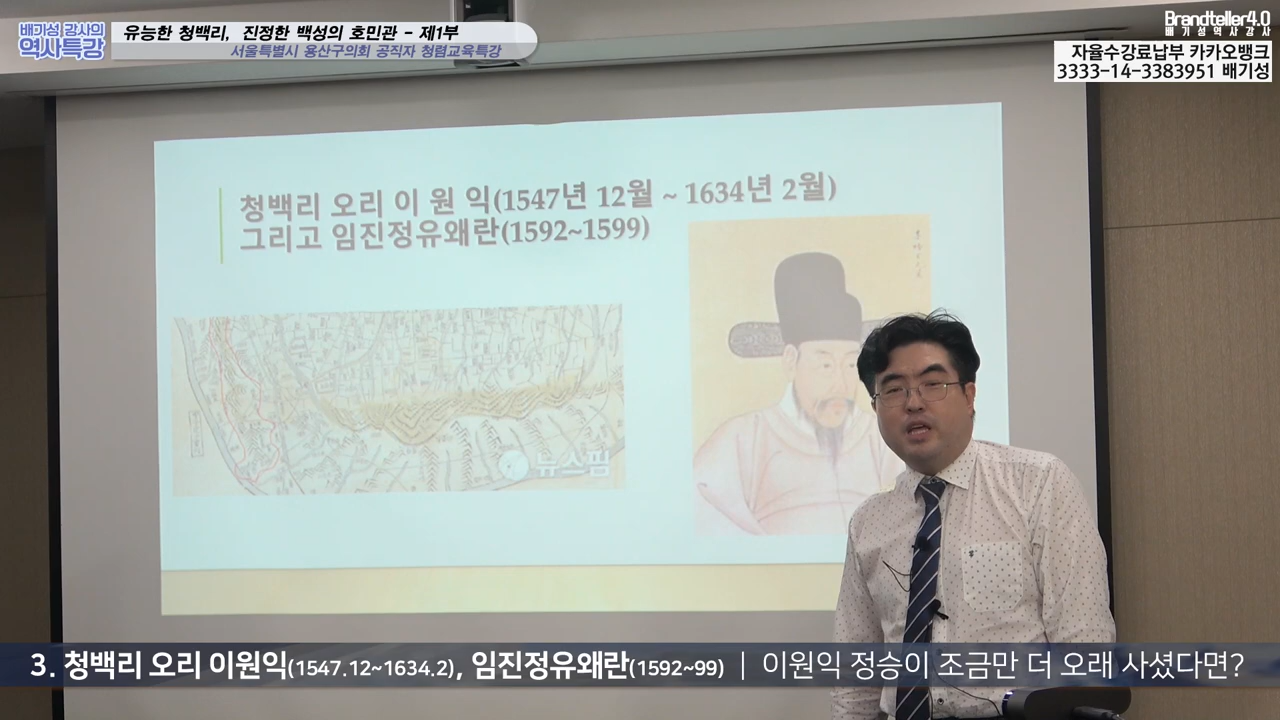 배기성 강사의
역사특강
유능한 청백리, 진정한 백성의 호민관 - 제1부
서울특별시 용산구의회 공직자 청렴교육특강
Brandteller4.0
배기성역사강사
자율수강료납부 카카오뱅크
3333-14-3383951 배기성
청백리 오리 이 원 익(1547년 12월 ~ 1634년 2월)
그리고 임진정유왜란(1592~1599)
뉴스핌
3. 청백리 오리 이원익(1547.12~1634.2), 임진정유왜란(1592~99) | 이원익 정승이 조금만 더 오래 사셨다면?